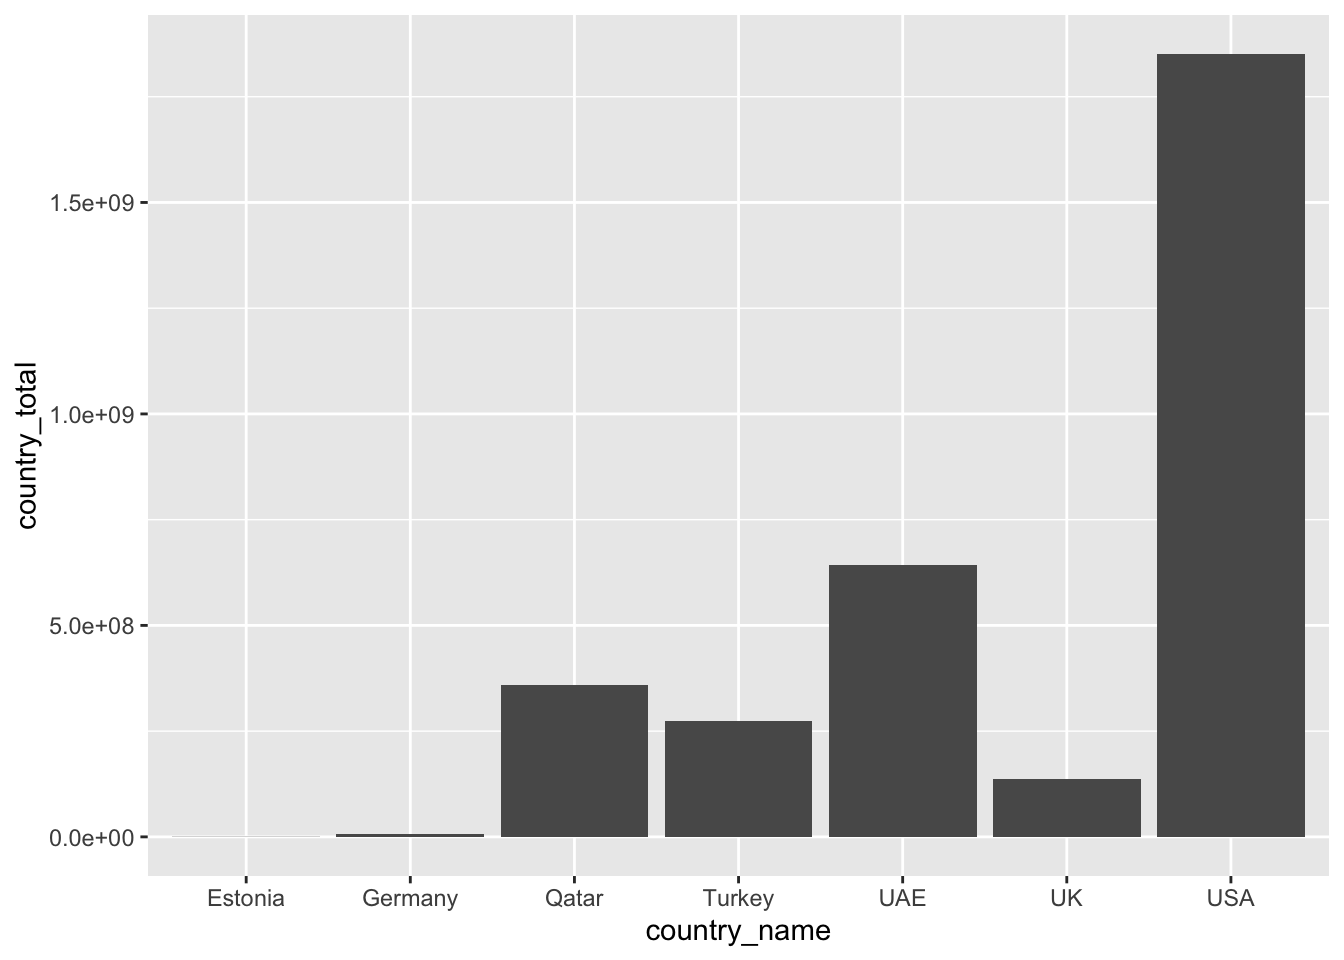 country_total
1.5e+09
1.0e+09
5.0e+08
0.0e+00
Estonia Germany Qatar Turkey UAE UK USA
country_name